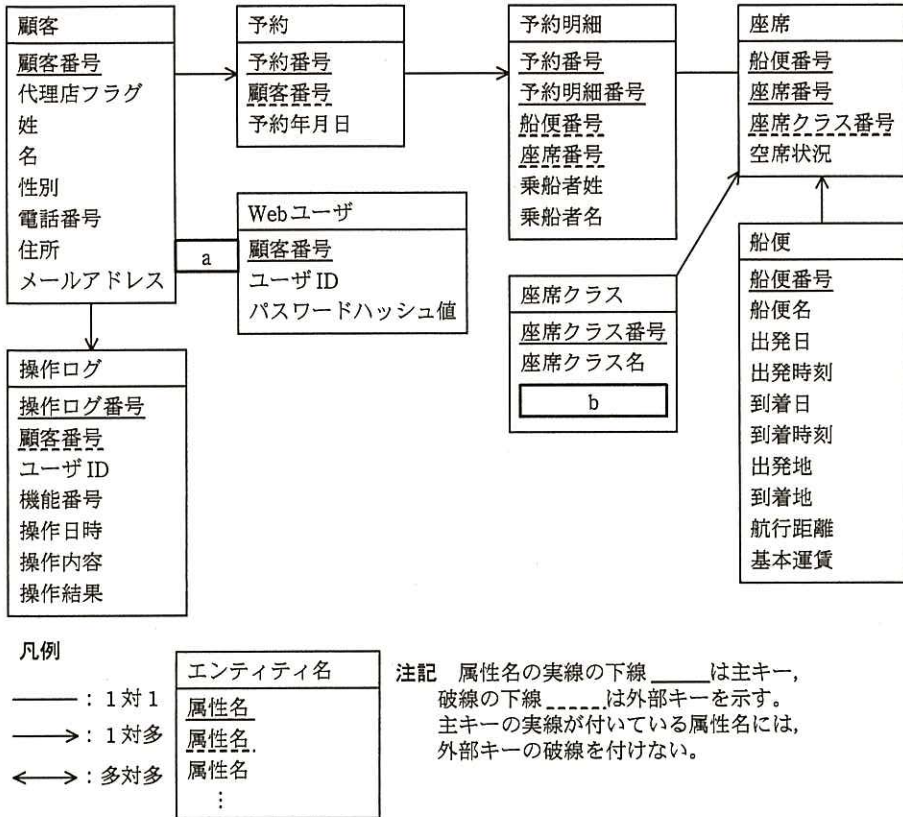 顧客
顧客番号
代理店フラグ
姓
名
性別
電話番号
住所
メールアドレス
予約
予約番号
顧客番号
予約年月日
予約明細
予約番号
予約明細番号
船便番号
座席番号
乗船者姓
乗船者名
座席
船便番号
座席番号
座席クラス番号
空席状況
a
Webユーザ
顧客番号
ユーザID
パスワードハッシュ値
座席クラス
座席クラス番号
座席クラス名
b
船便
船便番号
船便名
出発日
出発時刻
到着日
到着時刻
出発地
到着地
航行距離
基本運賃
操作ログ
操作ログ番号
顧客番号
ユーザID
機能番号
操作日時
操作内容
操作結果
凡例
：1対1
：1対多
：多対多
エンティティ名
属性名
属性名
属性名
⋮
注記　属性名の実線の下線　　　は主キー，
破線の下線　　　は外部キーを示す。
主キーの実線が付いている属性名には，
外部キーの破線を付けない。